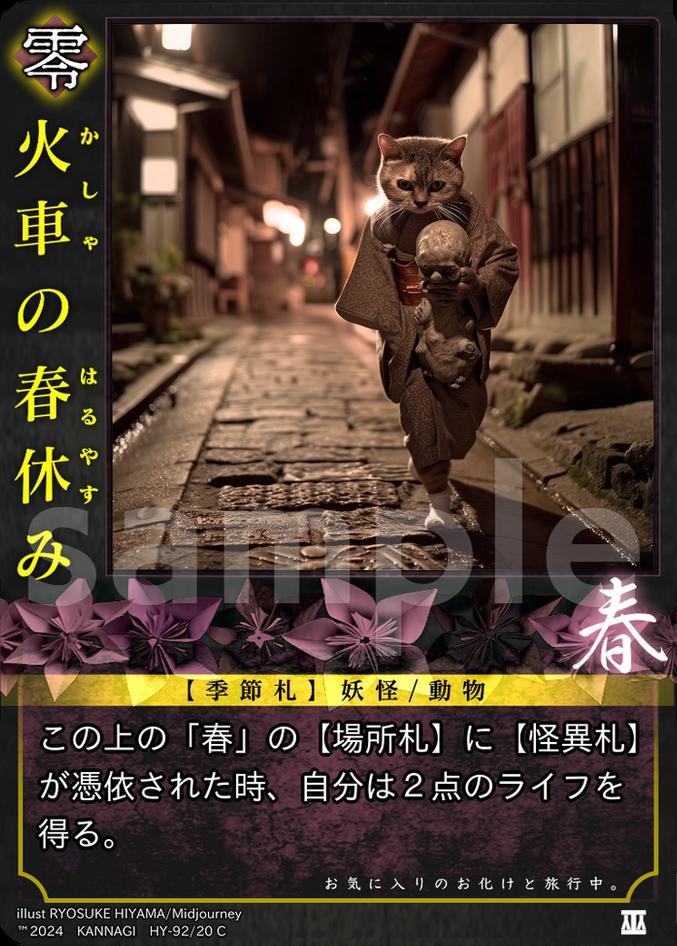 零
火車の春休み
かしゃ
はるやす
sample
春
【季節札】妖怪/動物
この上の「春」の【場所札】に【怪異札】
が憑依された時、自分は２点のライフを
得る。
お気に入りのお化けと旅行中。
illust RYOSUKE HIYAMA/Midjourney
™2024 KANNAGI HY-92/20 C